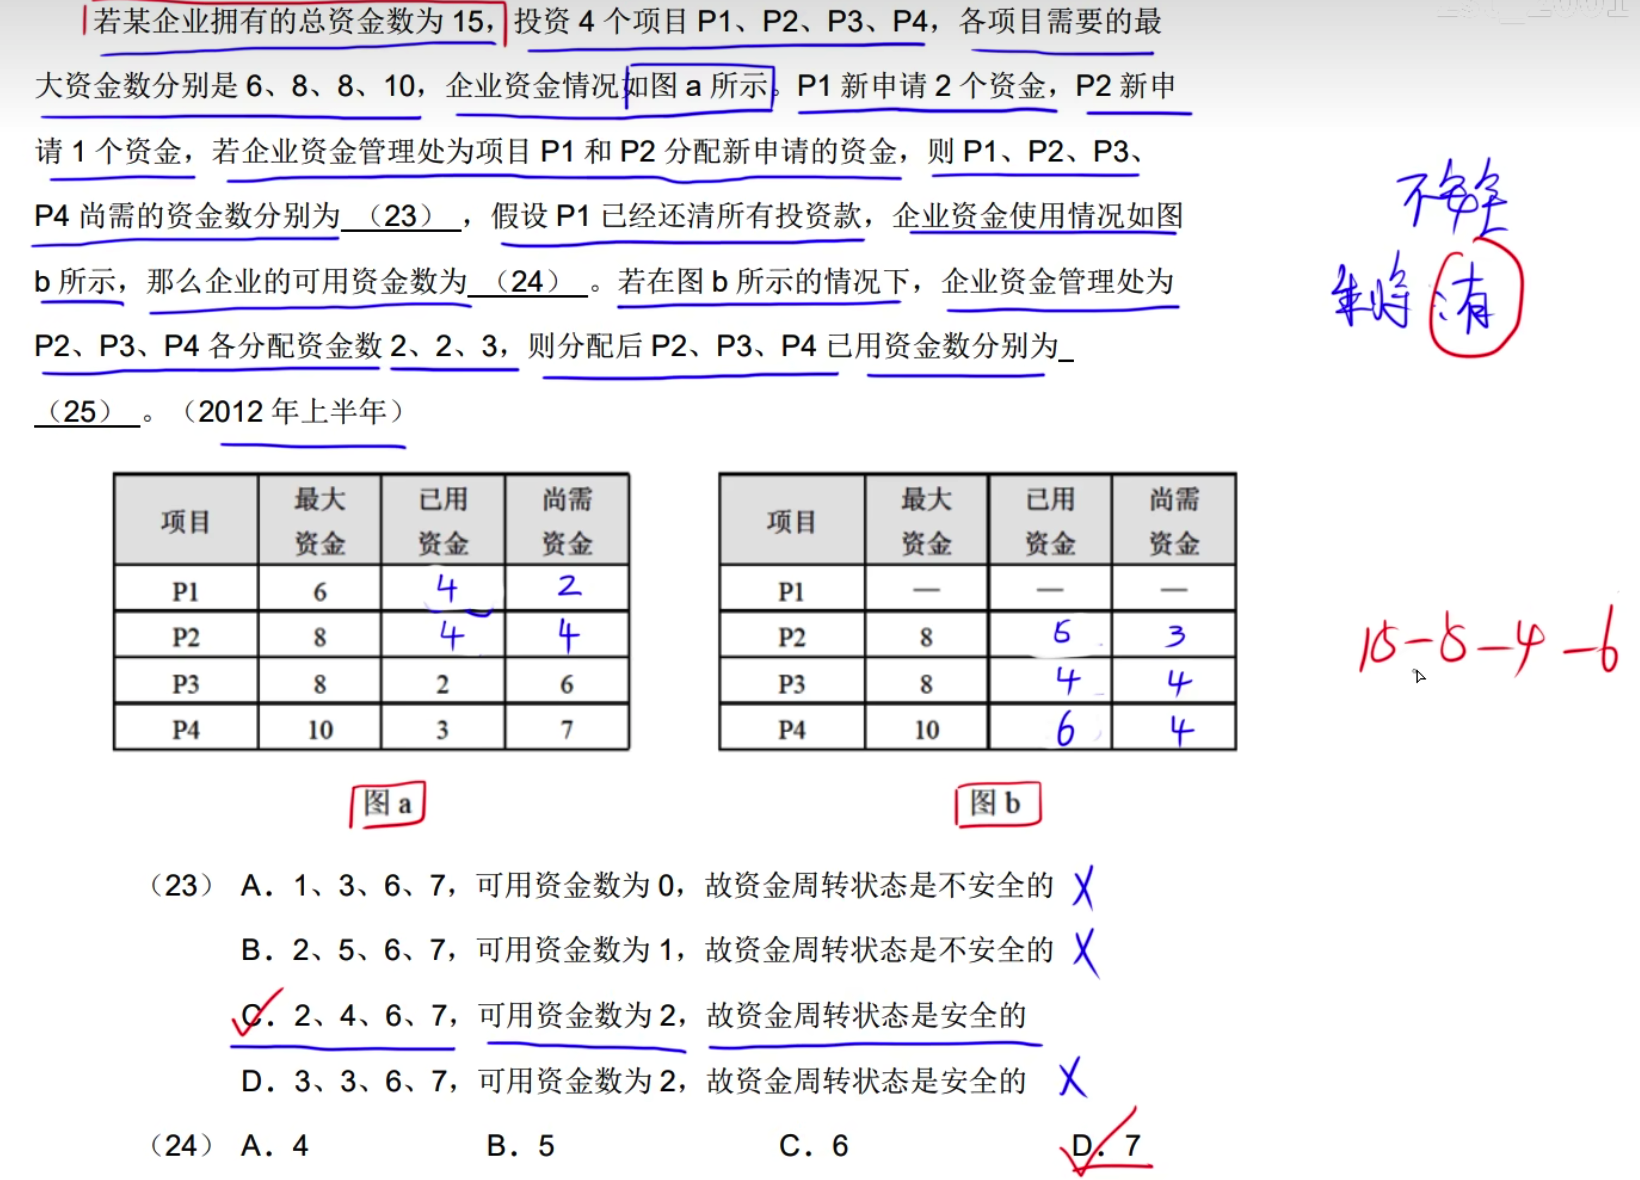 若某企业拥有的总资金数为 15，投资 4 个项目 P1、P2、P3、P4，各项目需要的最
大资金数分别是 6、8、8、10，企业资金情况如图 a 所示。P1 新申请 2 个资金，P2 新申
请 1 个资金，若企业资金管理处为项目 P1 和 P2 分配新申请的资金，则 P1、P2、P3、
P4 尚需的资金数分别为（23），假设 P1 已经还清所有投资款，企业资金使用情况如图
b 所示，那么企业的可用资金数为（24）。若在图 b 所示的情况下，企业资金管理处为
P2、P3、P4 各分配资金数 2、2、3，则分配后 P2、P3、P4 已用资金数分别为
（25）。（2012 年上半年）
不安全
项目 最大资金 已用资金 尚需资金
P1 6 4 2
P2 8 4 4
P3 8 2 6
P4 10 3 7
图 a
项目 最大资金 已用资金 尚需资金
P1 — — —
P2 8 5 3
P3 8 4 4
P4 10 6 4
图 b
15-5-4-6
（23） A. 1、3、6、7，可用资金数为 0，故资金周转状态是不安全的 X
B. 2、5、6、7，可用资金数为 1，故资金周转状态是不安全的 X
C. 2、4、6、7，可用资金数为 2，故资金周转状态是安全的
D. 3、3、6、7，可用资金数为 2，故资金周转状态是安全的 X
（24） A. 4 B. 5 C. 6 D. 7